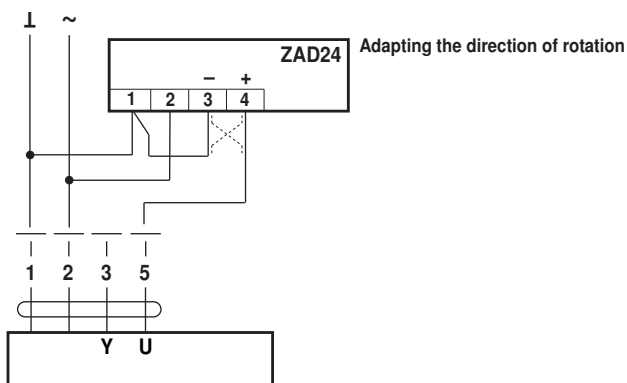 ⊥ ~
ZAD24
Adapting the direction of rotation
– +
1 2 3 4
1 2 3 5
Y U